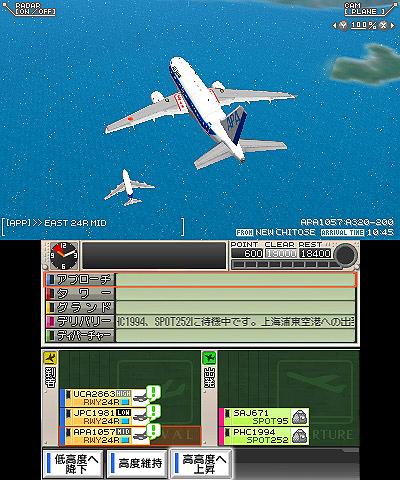 RADAR
[ON / OFF]
CAM
[ PLANE ]
Y 100% X
APA
[APP]>> EAST 24R MID
APA1057:A320-200
FROM NEW CHITOSE ARRIVAL TIME 10:45
POINT CLEAR REST
600 19000 18400
アプローチ
タワー
グランド
デリバリー
HC1994、SPOT252に待機中です。上海浦東空港への出
ディパーチャー
UCA2863 HIGH
RWY24R
JPC1981 LOW
RWY24R
APA1057 MID
RWY24R
SAJ671
SPOT95
PHC1994
SPOT252
低高度へ
降下
高度維持
高高度へ
上昇